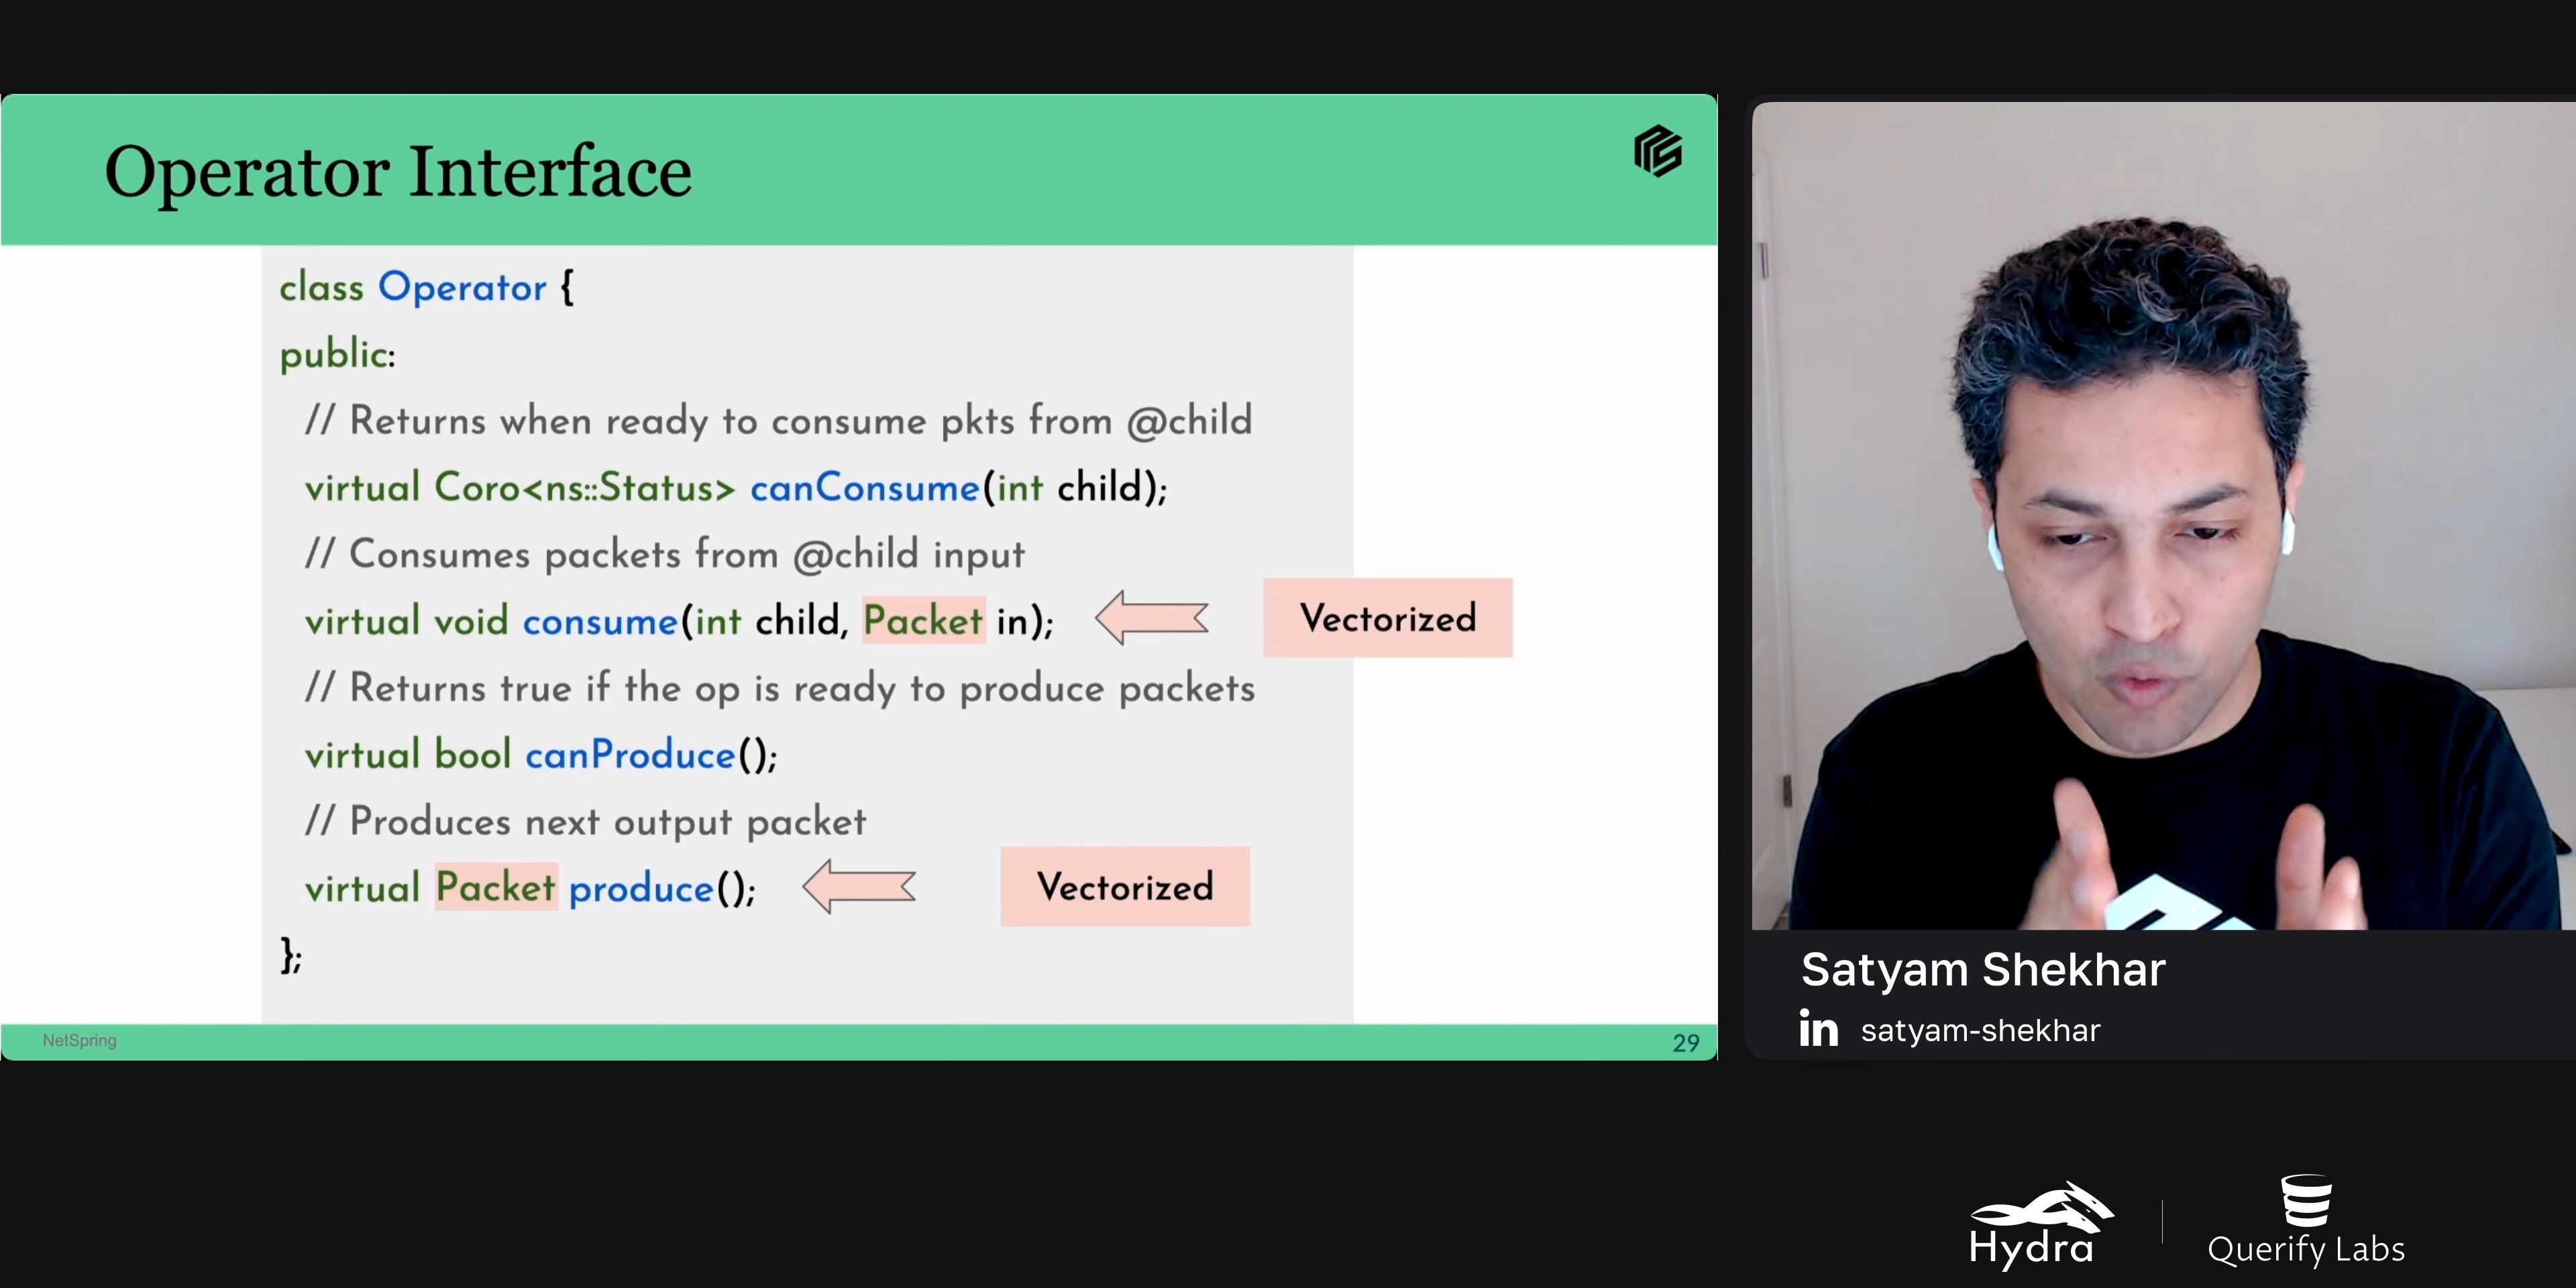 Operator Interface
class Operator {
public:
// Returns when ready to consume pkts from @child
virtual Coro<ns::Status> canConsume(int child);
// Consumes packets from @child input
virtual void consume(int child, Packet in);
Vectorized
// Returns true if the op is ready to produce packets
virtual bool canProduce();
// Produces next output packet
virtual Packet produce();
Vectorized
};
NetSpring
29
Satyam Shekhar
in satyam-shekhar
Hydra
Querify Labs